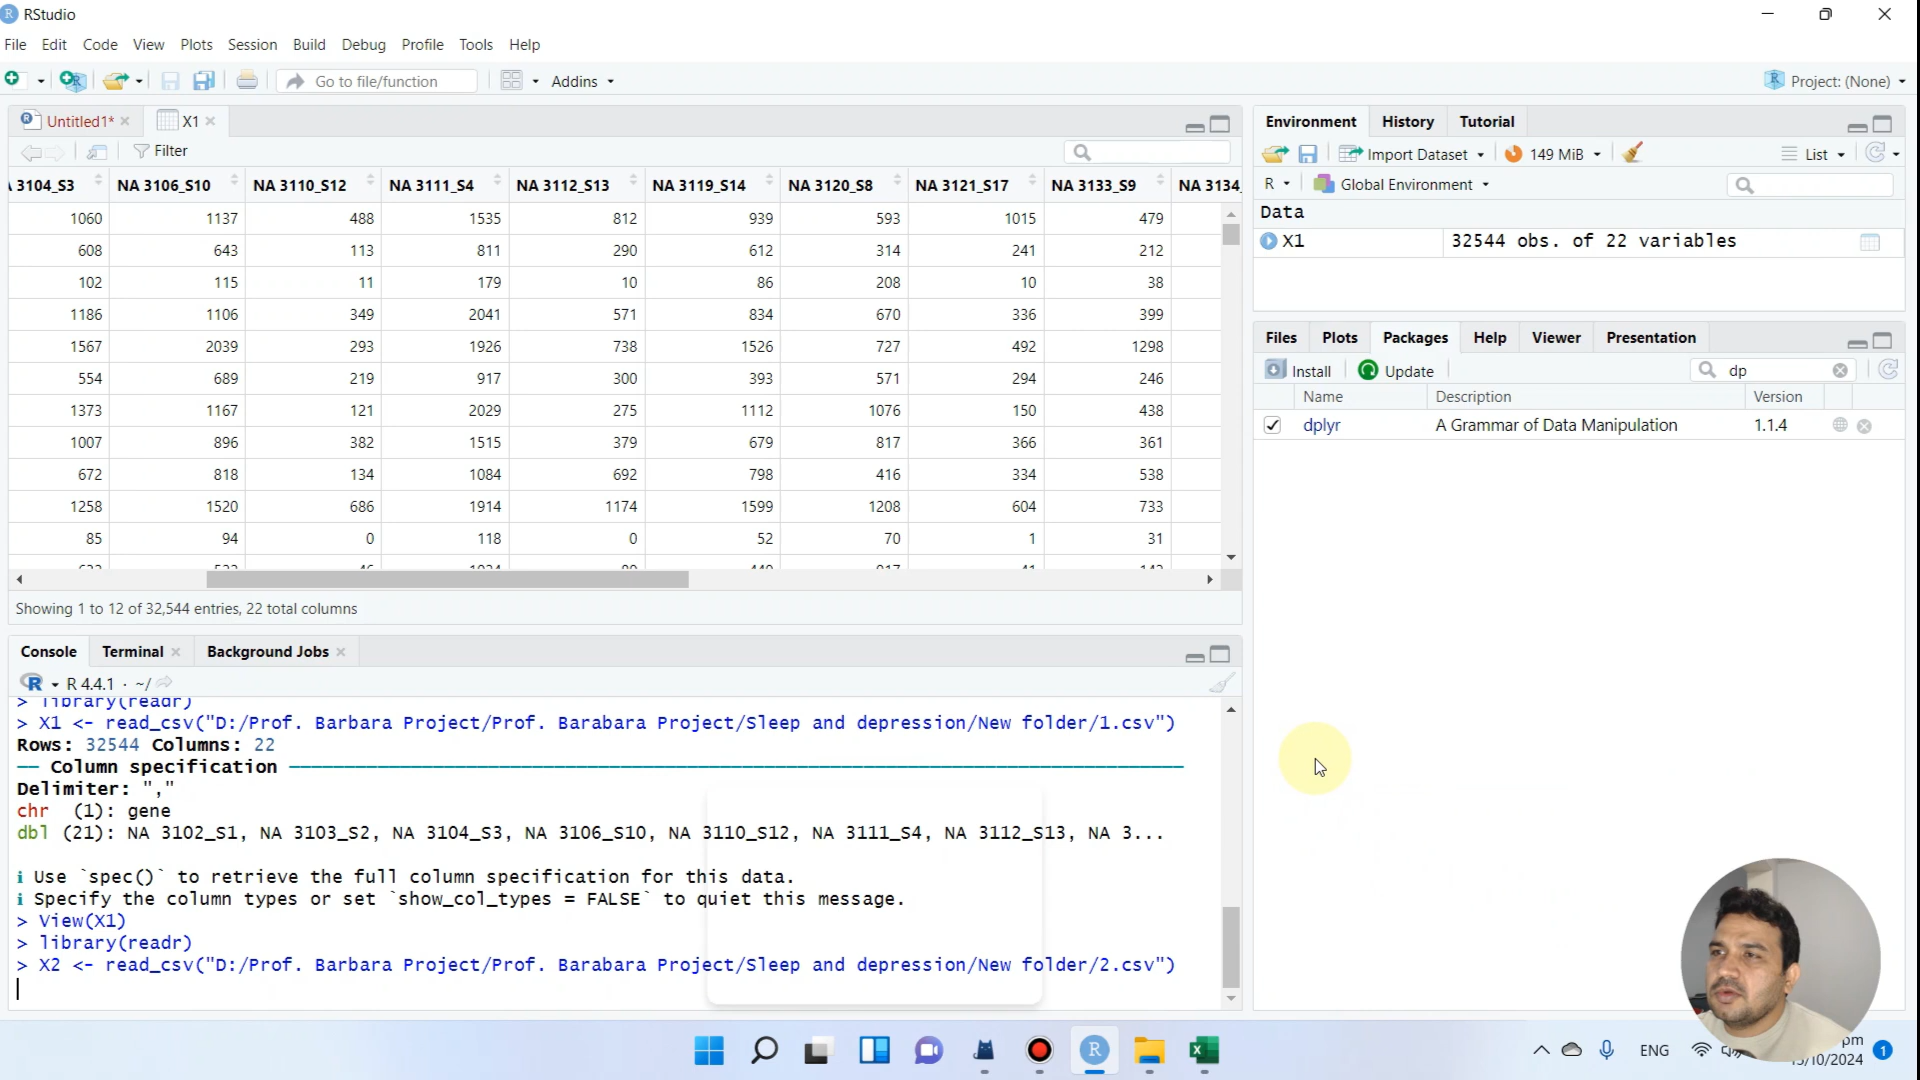 RStudio
File Edit Code View Plots Session Build Debug Profile Tools Help
Go to file/function Addins Project: (None)
Untitled1* X1
Filter
3104_S3 NA 3106_S10 NA 3110_S12 NA 3111_S4 NA 3112_S13 NA 3119_S14 NA 3120_S8 NA 3121_S17 NA 3133_S9 NA 3134
1060 1137 488 1535 812 939 593 1015 479
608 643 113 811 290 612 314 241 212
102 115 11 179 10 86 208 10 38
1186 1106 349 2041 571 834 670 336 399
1567 2039 293 1926 738 1526 727 492 1298
554 689 219 917 300 393 571 294 246
1373 1167 121 2029 275 1112 1076 150 438
1007 896 382 1515 379 679 817 366 361
672 818 134 1084 692 798 416 334 538
1258 1520 686 1914 1174 1599 1208 604 733
85 94 0 118 0 52 70 1 31
Showing 1 to 12 of 32,544 entries, 22 total columns
Console Terminal Background Jobs
R 4.4.1 · ~/
> library(readr)
> X1 <- read_csv("D:/Prof. Barbara Project/Prof. Barabara Project/Sleep and depression/New folder/1.csv")
Rows: 32544 Columns: 22
── Column specification ──
Delimiter: ","
chr (1): gene
dbl (21): NA 3102_S1, NA 3103_S2, NA 3104_S3, NA 3106_S10, NA 3110_S12, NA 3111_S4, NA 3112_S13, NA 3...
i Use `spec()` to retrieve the full column specification for this data.
i Specify the column types or set `show_col_types = FALSE` to quiet this message.
> View(X1)
> library(readr)
> X2 <- read_csv("D:/Prof. Barbara Project/Prof. Barabara Project/Sleep and depression/New folder/2.csv")
Environment History Tutorial
Import Dataset 149 MiB List
R Global Environment
Data
X1 32544 obs. of 22 variables
Files Plots Packages Help Viewer Presentation
Install Update dp
Name Description Version
dplyr A Grammar of Data Manipulation 1.1.4
ENG pm
/10/2024 1